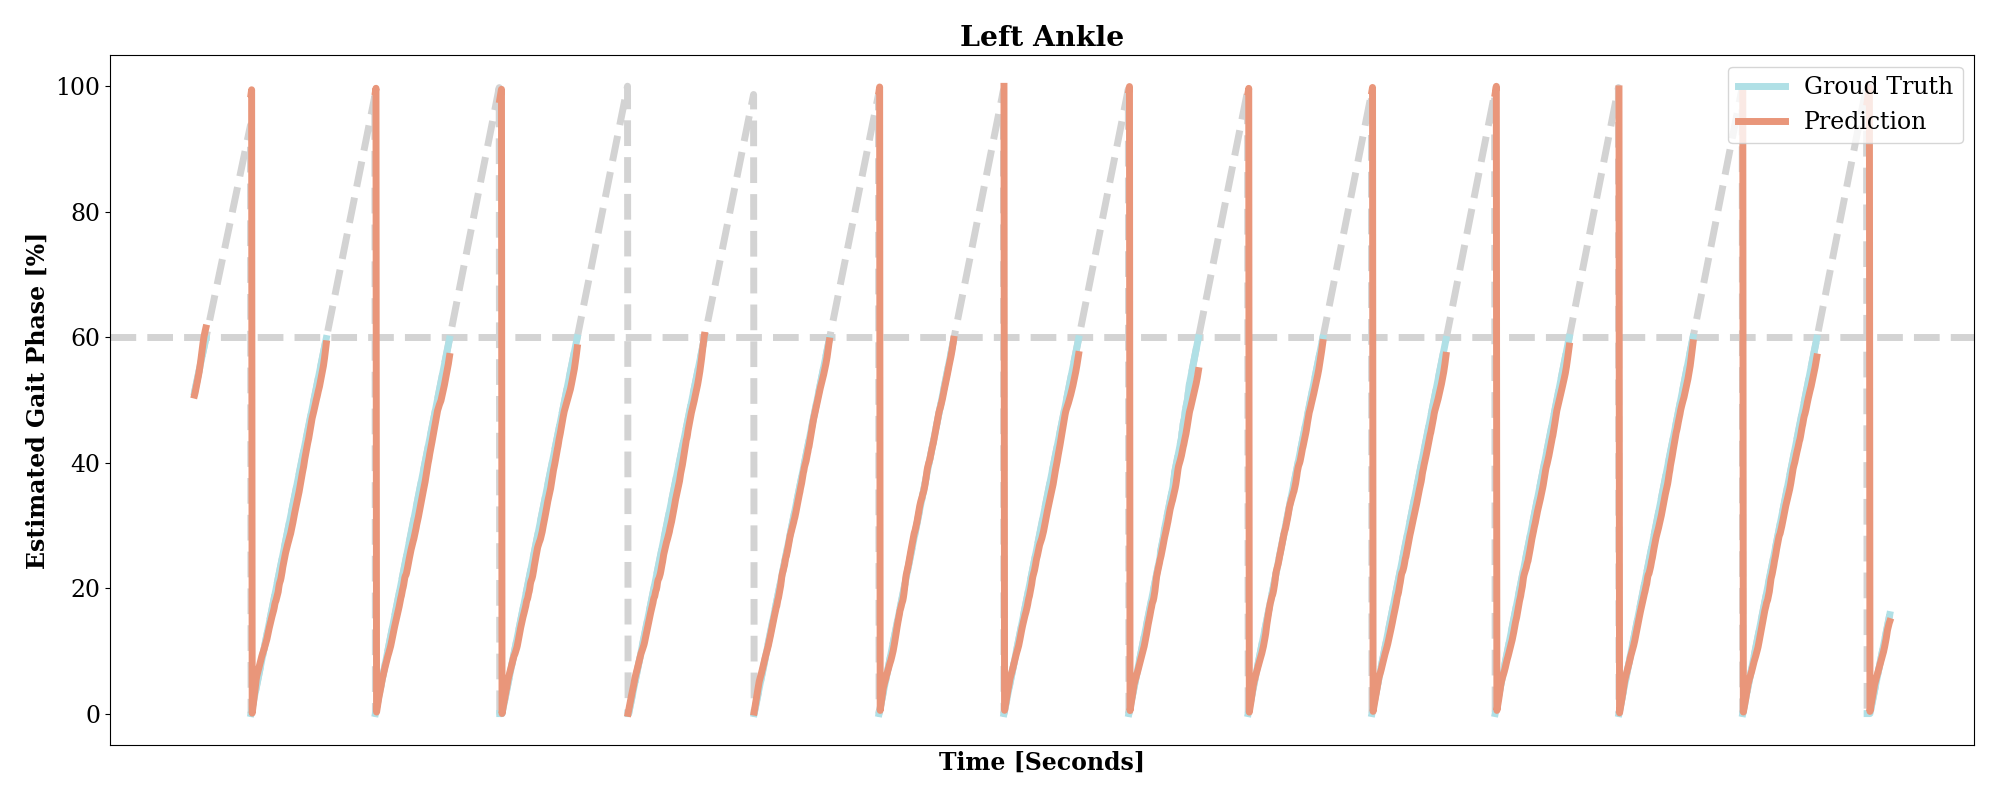 Left Ankle
Estimated Gait Phase [%]
100
80
60
40
20
0
Groud Truth
Prediction
Time [Seconds]